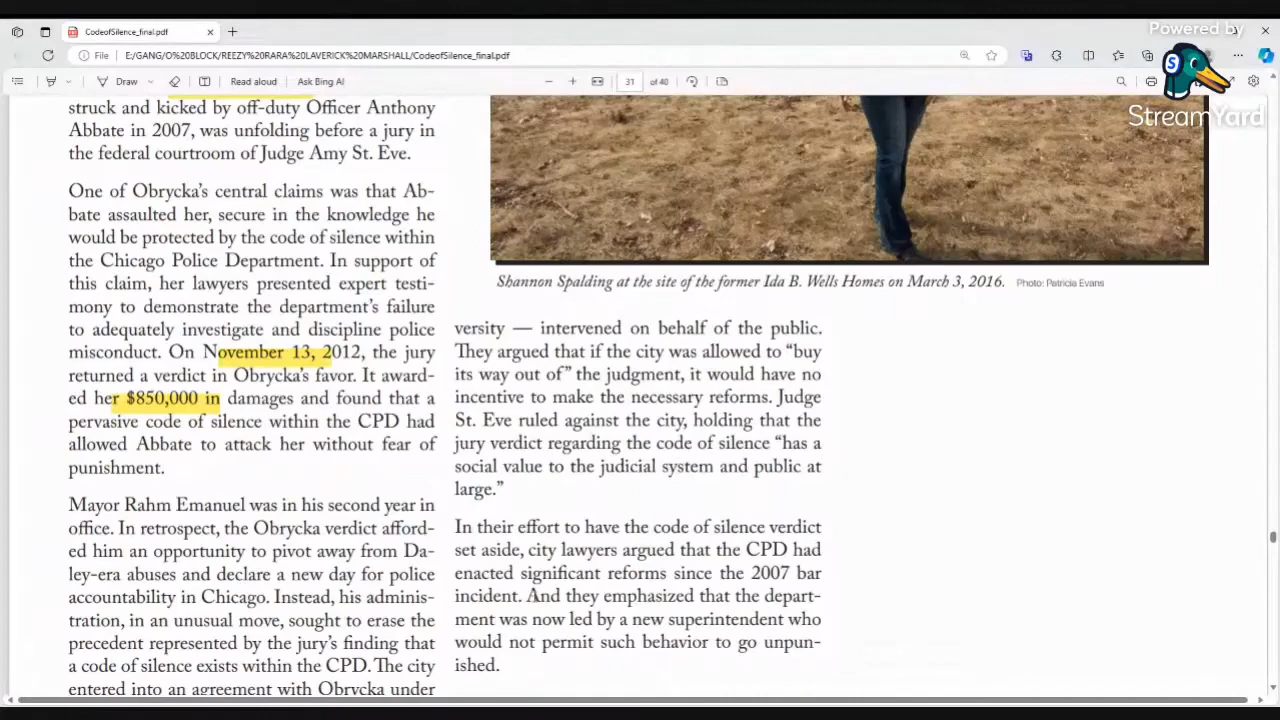 Powered by
StreamYard
CodeofSilence_final.pdf
File
E:/GANG/O%20BLOCK/REEZY%20RARA%20LAVERICK%20MARSHALL/CodeofSilence_final.pdf
Draw
Read aloud
Ask Bing AI
31
of 40
struck and kicked by off-duty Officer Anthony
Abbate in 2007, was unfolding before a jury in
the federal courtroom of Judge Amy St. Eve.
One of Obrycka's central claims was that Ab-
bate assaulted her, secure in the knowledge he
would be protected by the code of silence within
the Chicago Police Department. In support of
this claim, her lawyers presented expert testi-
mony to demonstrate the department's failure
to adequately investigate and discipline police
misconduct. On November 13, 2012, the jury
returned a verdict in Obrycka's favor. It award-
ed her $850,000 in damages and found that a
pervasive code of silence within the CPD had
allowed Abbate to attack her without fear of
punishment.
Mayor Rahm Emanuel was in his second year in
office. In retrospect, the Obrycka verdict afford-
ed him an opportunity to pivot away from Da-
ley-era abuses and declare a new day for police
accountability in Chicago. Instead, his adminis-
tration, in an unusual move, sought to erase the
precedent represented by the jury's finding that
a code of silence exists within the CPD. The city
entered into an agreement with Obrycka under
Shannon Spalding at the site of the former Ida B. Wells Homes on March 3, 2016.
Photo: Patricia Evans
versity — intervened on behalf of the public.
They argued that if the city was allowed to "buy
its way out of" the judgment, it would have no
incentive to make the necessary reforms. Judge
St. Eve ruled against the city, holding that the
jury verdict regarding the code of silence "has a
social value to the judicial system and public at
large."
In their effort to have the code of silence verdict
set aside, city lawyers argued that the CPD had
enacted significant reforms since the 2007 bar
incident. And they emphasized that the depart-
ment was now led by a new superintendent who
would not permit such behavior to go unpun-
ished.